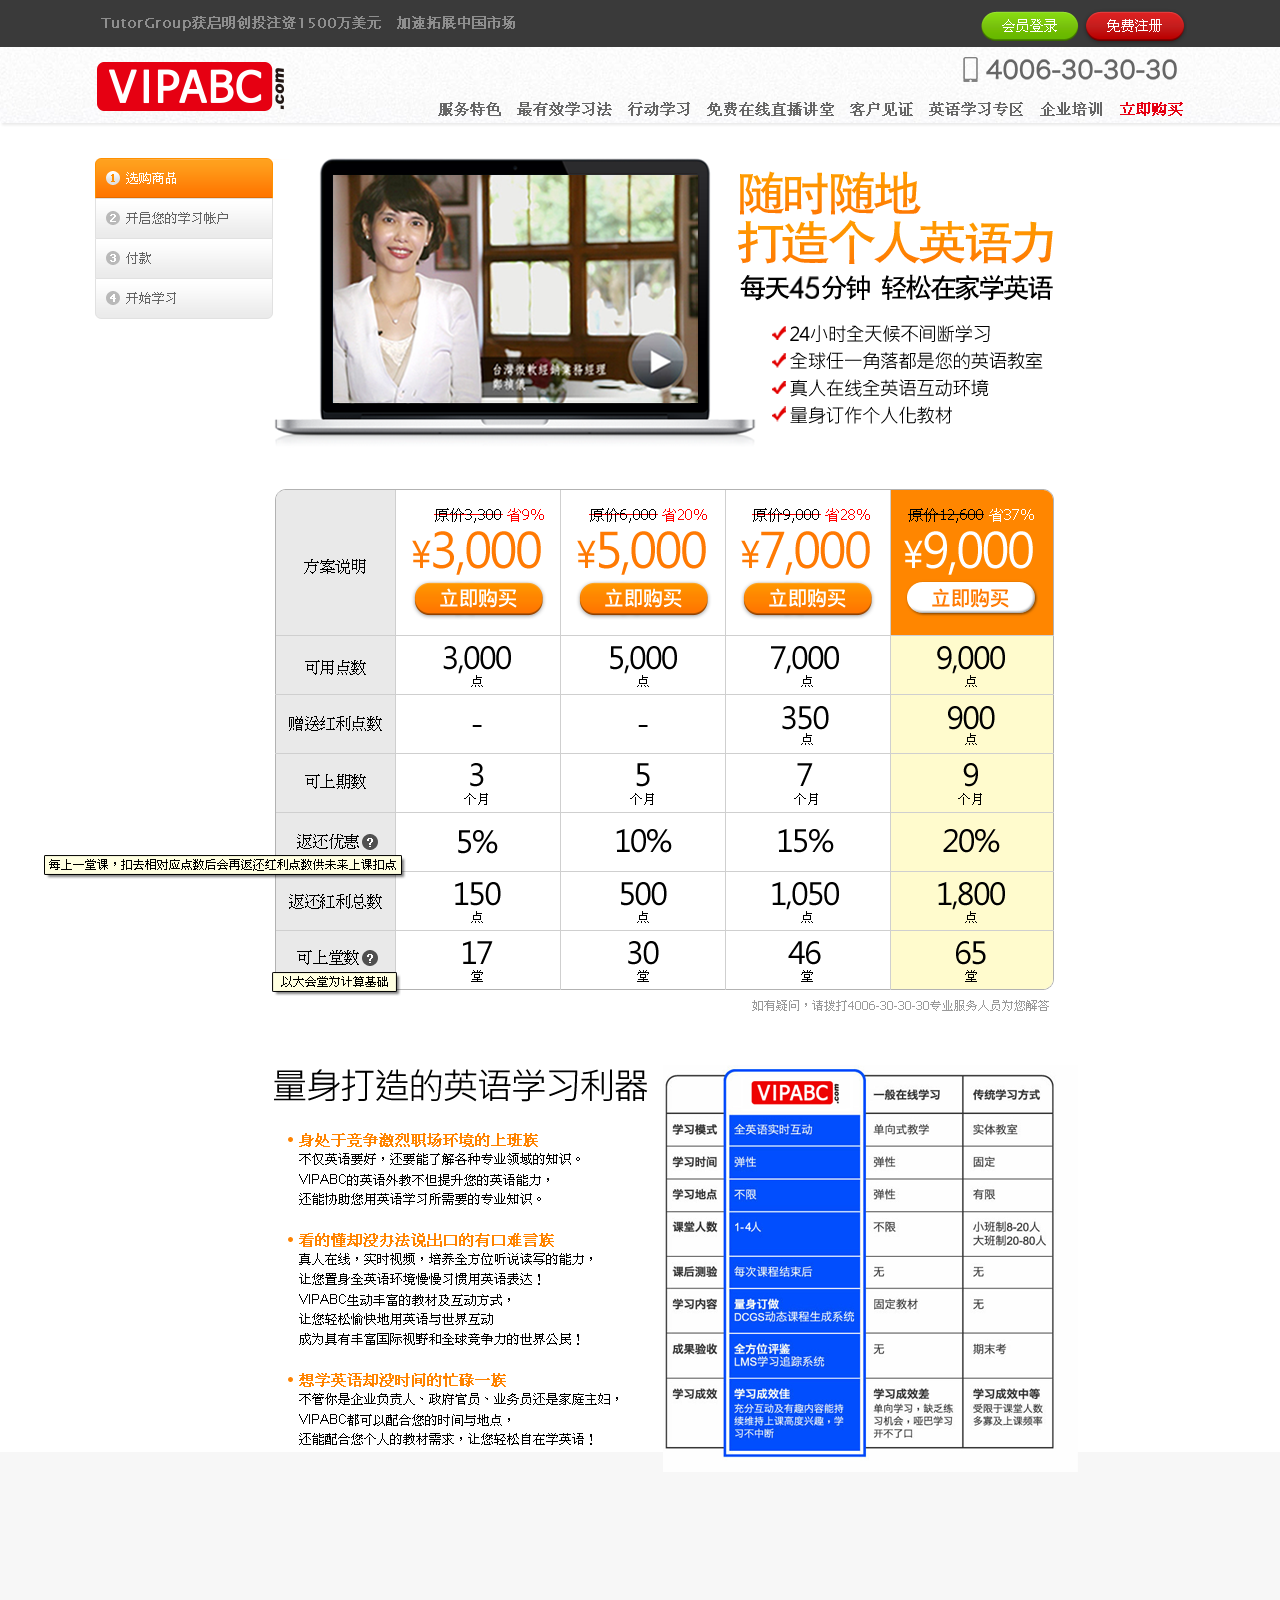 TutorGroup获启明创投注资1500万美元　加速拓展中国市场
会员登录
免费注册
VIPABC.com
4006-30-30-30
服务特色 最有效学习法 行动学习 免费在线直播讲堂 客户见证 英语学习专区 企业培训 立即购买
1 选购商品
2 开启您的学习帐户
3 付款
4 开始学习
台灣微軟經銷業務經理
鄭楨儀
随时随地
打造个人英语力
每天45分钟 轻松在家学英语
24小时全天候不间断学习
全球任一角落都是您的英语教室
真人在线全英语互动环境
量身订作个人化教材
方案说明
原价3,300 省9%
¥3,000
立即购买
原价6,000 省20%
¥5,000
立即购买
原价9,000 省28%
¥7,000
立即购买
原价12,600 省37%
¥9,000
立即购买
可用点数 3,000点 5,000点 7,000点 9,000点
赠送红利点数 - - 350点 900点
可上期数 3个月 5个月 7个月 9个月
返还优惠? 5% 10% 15% 20%
每上一堂课，扣去相对应点数后会再返还红利点数供未来上课扣点
返还红利总数 150点 500点 1,050点 1,800点
可上堂数? 17堂 30堂 46堂 65堂
以大会堂为计算基础
如有疑问，请拨打4006-30-30-30专业服务人员为您解答
量身打造的英语学习利器
• 身处于竞争激烈职场环境的上班族
不仅英语要好，还要能了解各种专业领域的知识。
VIPABC的英语外教不但提升您的英语能力，
还能协助您用英语学习所需要的专业知识。
• 看的懂却没办法说出口的有口难言族
真人在线，实时视频，培养全方位听说读写的能力，
让您置身全英语环境慢慢习惯用英语表达！
VIPABC生动丰富的教材及互动方式，
让您轻松愉快地用英语与世界互动
成为具有丰富国际视野和全球竞争力的世界公民！
• 想学英语却没时间的忙碌一族
不管你是企业负责人、政府官员、业务员还是家庭主妇，
VIPABC都可以配合您的时间与地点，
还能配合您个人的教材需求，让您轻松自在学英语！
VIPABC.com 一般在线学习 传统学习方式
学习模式 全英语实时互动 单向式教学 实体教室
学习时间 弹性 弹性 固定
学习地点 不限 弹性 有限
课堂人数 1-4人 不限 小班制8-20人
大班制20-80人
课后测验 每次课程结束后 无 无
学习内容 量身订做 固定教材 无
DCGS动态课程生成系统
成果验收 全方位评鉴 无 期末考
LMS学习追踪系统
学习成效 学习成效佳 学习成效差 学习成效中等
充分互动及有趣内容能持 单向学习，缺乏练 受限于课堂人数
续维持上课高度兴趣，学 习机会，哑巴学习 多寡及上课频率
习不中断 开不了口